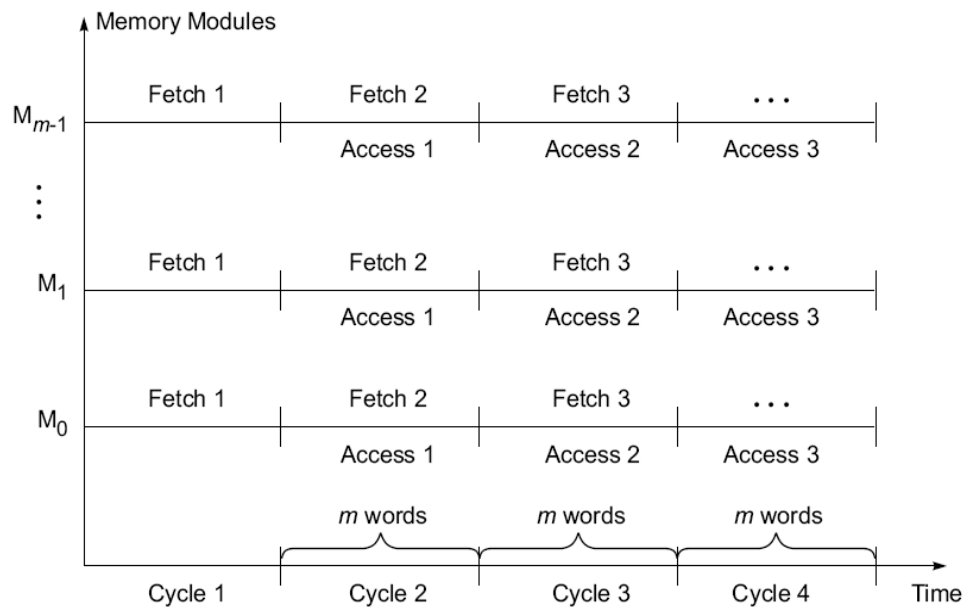 Memory Modules
Fetch 1 Fetch 2 Fetch 3 ...
M_{m-1}
Access 1 Access 2 Access 3
⋮
Fetch 1 Fetch 2 Fetch 3 ...
M_1
Access 1 Access 2 Access 3
Fetch 1 Fetch 2 Fetch 3 ...
M_0
Access 1 Access 2 Access 3
m words m words m words
Cycle 1 Cycle 2 Cycle 3 Cycle 4 Time